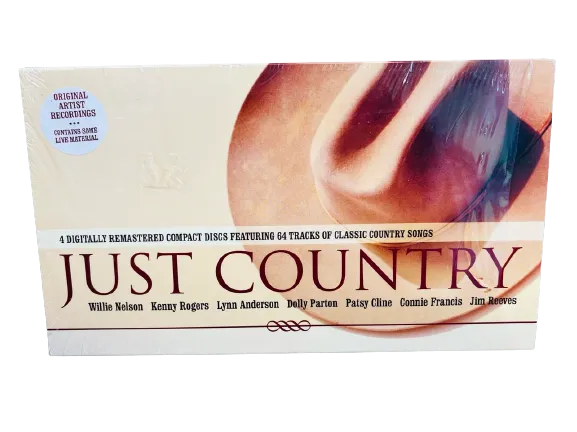 ORIGINAL
ARTIST
RECORDINGS
•••
CONTAINS SOME
LIVE MATERIAL
4 DIGITALLY REMASTERED COMPACT DISCS FEATURING 64 TRACKS OF CLASSIC COUNTRY SONGS
JUST COUNTRY
Willie Nelson Kenny Rogers Lynn Anderson Dolly Parton Patsy Cline Connie Francis Jim Reeves